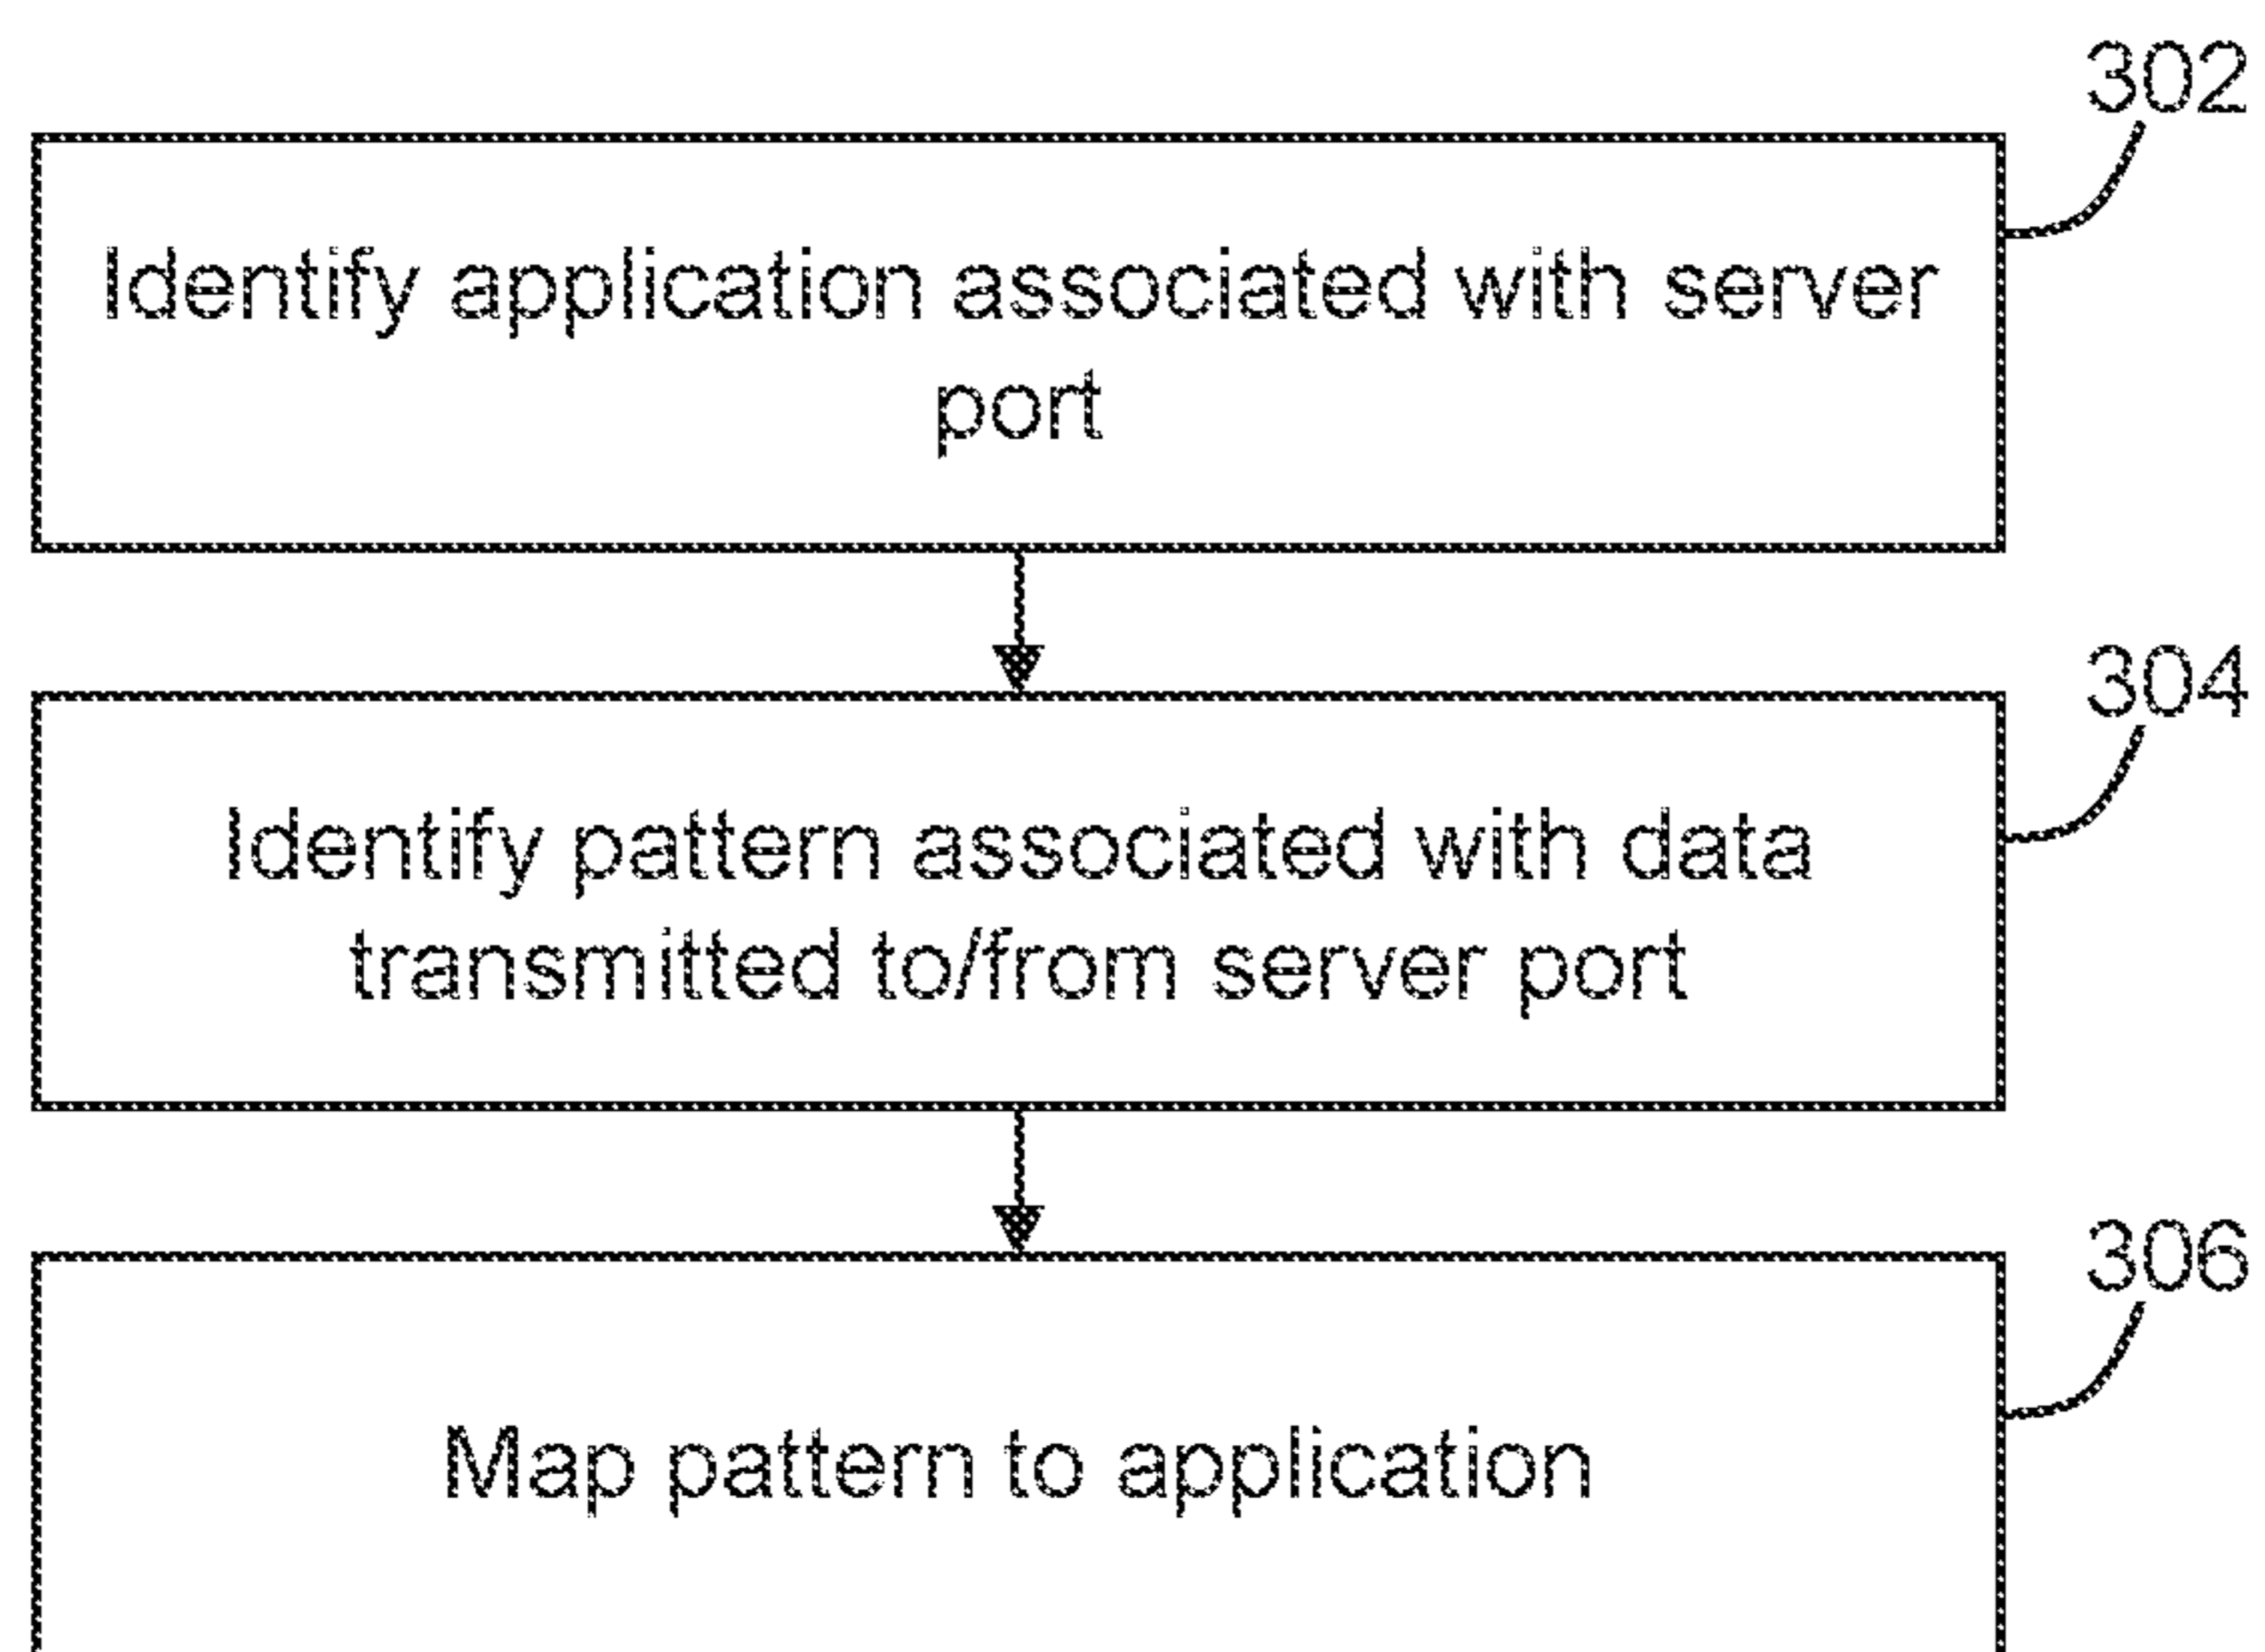 302
Identify application associated with server
port
304
Identify pattern associated with data
transmitted to/from server port
306
Map pattern to application